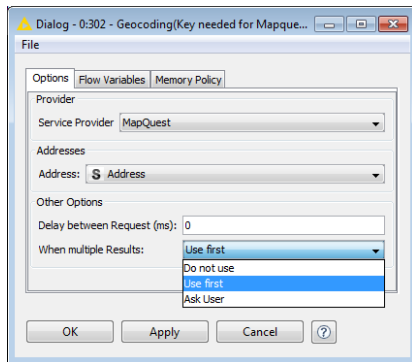 Dialog - 0:302 - Geocoding(Key needed for Mapque...
File
Options Flow Variables Memory Policy
Provider
Service Provider MapQuest
Addresses
Address: S Address
Other Options
Delay between Request (ms): 0
When multiple Results: Use first
Do not use
Use first
Ask User
OK Apply Cancel ?